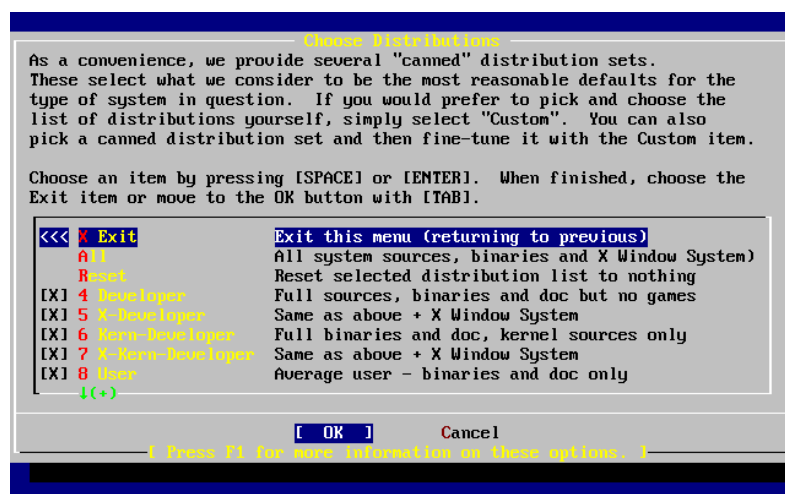 Choose Distributions
As a convenience, we provide several "canned" distribution sets.
These select what we consider to be the most reasonable defaults for the
type of system in question.  If you would prefer to pick and choose the
list of distributions yourself, simply select "Custom".  You can also
pick a canned distribution set and then fine-tune it with the Custom item.
Choose an item by pressing [SPACE] or [ENTER].  When finished, choose the
Exit item or move to the OK button with [TAB].
<<< X Exit Exit this menu (returning to previous)
All All system sources, binaries and X Window System)
Reset Reset selected distribution list to nothing
[X] 4 Developer Full sources, binaries and doc but no games
[X] 5 X-Developer Same as above + X Window System
[X] 6 Kern-Developer Full binaries and doc, kernel sources only
[X] 7 X-Kern-Developer Same as above + X Window System
[X] 8 User Average user - binaries and doc only
↓(+)
[ OK ] Cancel
[ Press F1 for more information on these options. ]